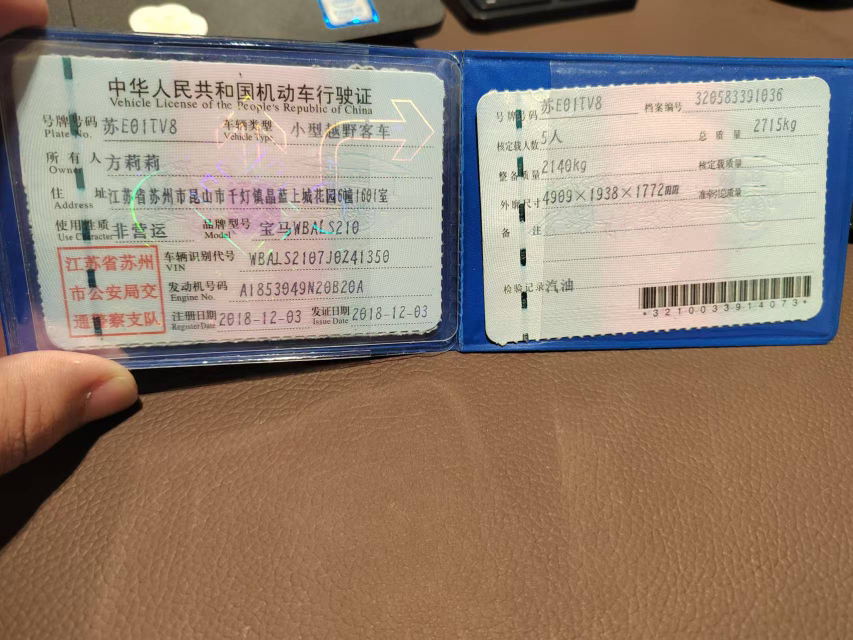 中华人民共和国机动车行驶证
Vehicle License of the People's Republic of China
号牌号码 Plate No. 苏E01TV8 车辆类型 Vehicle Type 小型越野客车
所有人 Owner 方莉莉
住址 Address 江苏省苏州市昆山市千灯镇晶蓝上城花园6幢1601室
使用性质 Use Character 非营运 品牌型号 Model 宝马WBALS210
车辆识别代号 VIN WBALS2107J0Z41350
发动机号码 Engine No. A1853049N20B20A
注册日期 Register Date 2018-12-03 发证日期 Issue Date 2018-12-03
江苏省苏州
市公安局交
通警察支队
号牌号码 苏E01TV8 档案编号 320583391036
核定载人数 5人 总质量 2715kg
整备质量 2140kg 核定载质量
外廓尺寸 4909×1938×1772㎜ 准牵引总质量
备注
检验记录 汽油
*3210033914073*